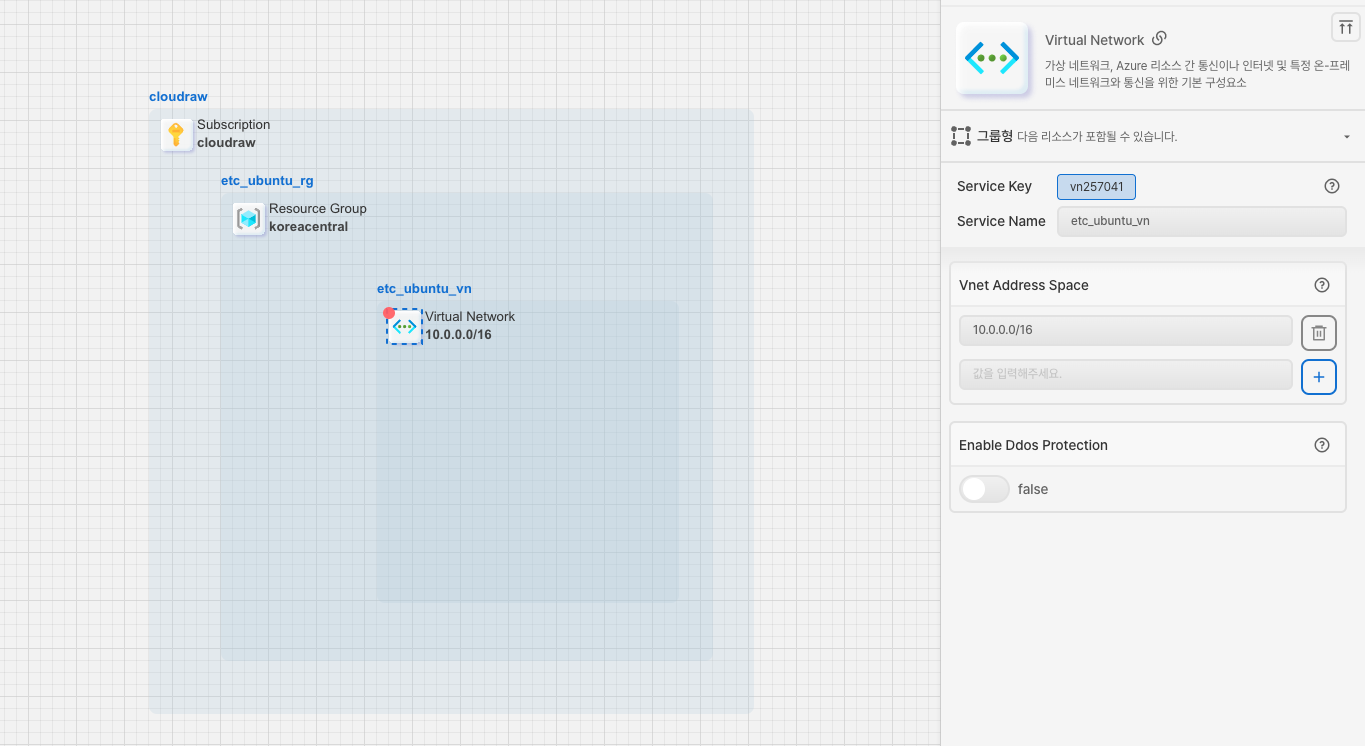 cloudraw
Subscription
cloudraw
etc_ubuntu_rg
Resource Group
koreacentral
etc_ubuntu_vn
Virtual Network
10.0.0.0/16
Virtual Network
가상 네트워크, Azure 리소스 간 통신이나 인터넷 및 특정 온-프레
미스 네트워크와 통신을 위한 기본 구성요소
그룹형 다음 리소스가 포함될 수 있습니다.
Service Key vn257041
Service Name etc_ubuntu_vn
Vnet Address Space
10.0.0.0/16
값을 입력해주세요.
Enable Ddos Protection
false